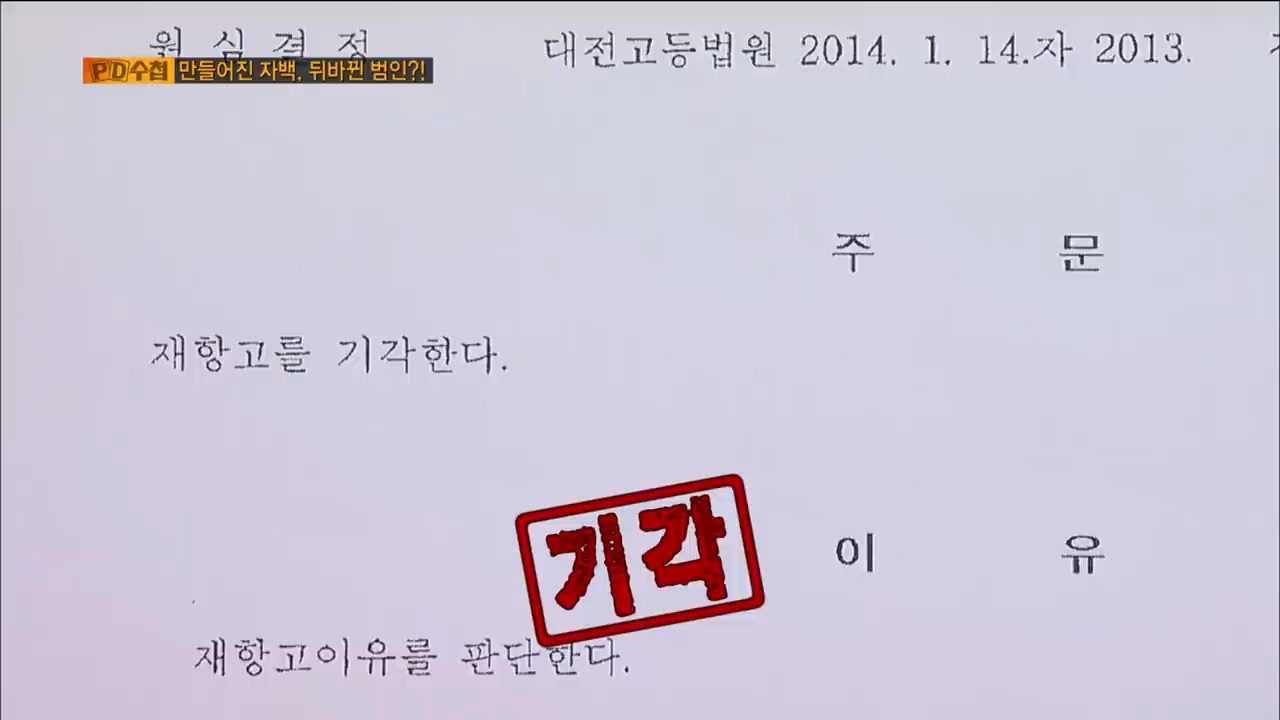 원 심 결 정 대전고등법원 2014. 1. 14.자 2013.
PD수첩 만들어진 자백, 뒤바뀐 범인?!
주 문
재항고를 기각한다.
기각
이 유
재항고이유를 판단한다.